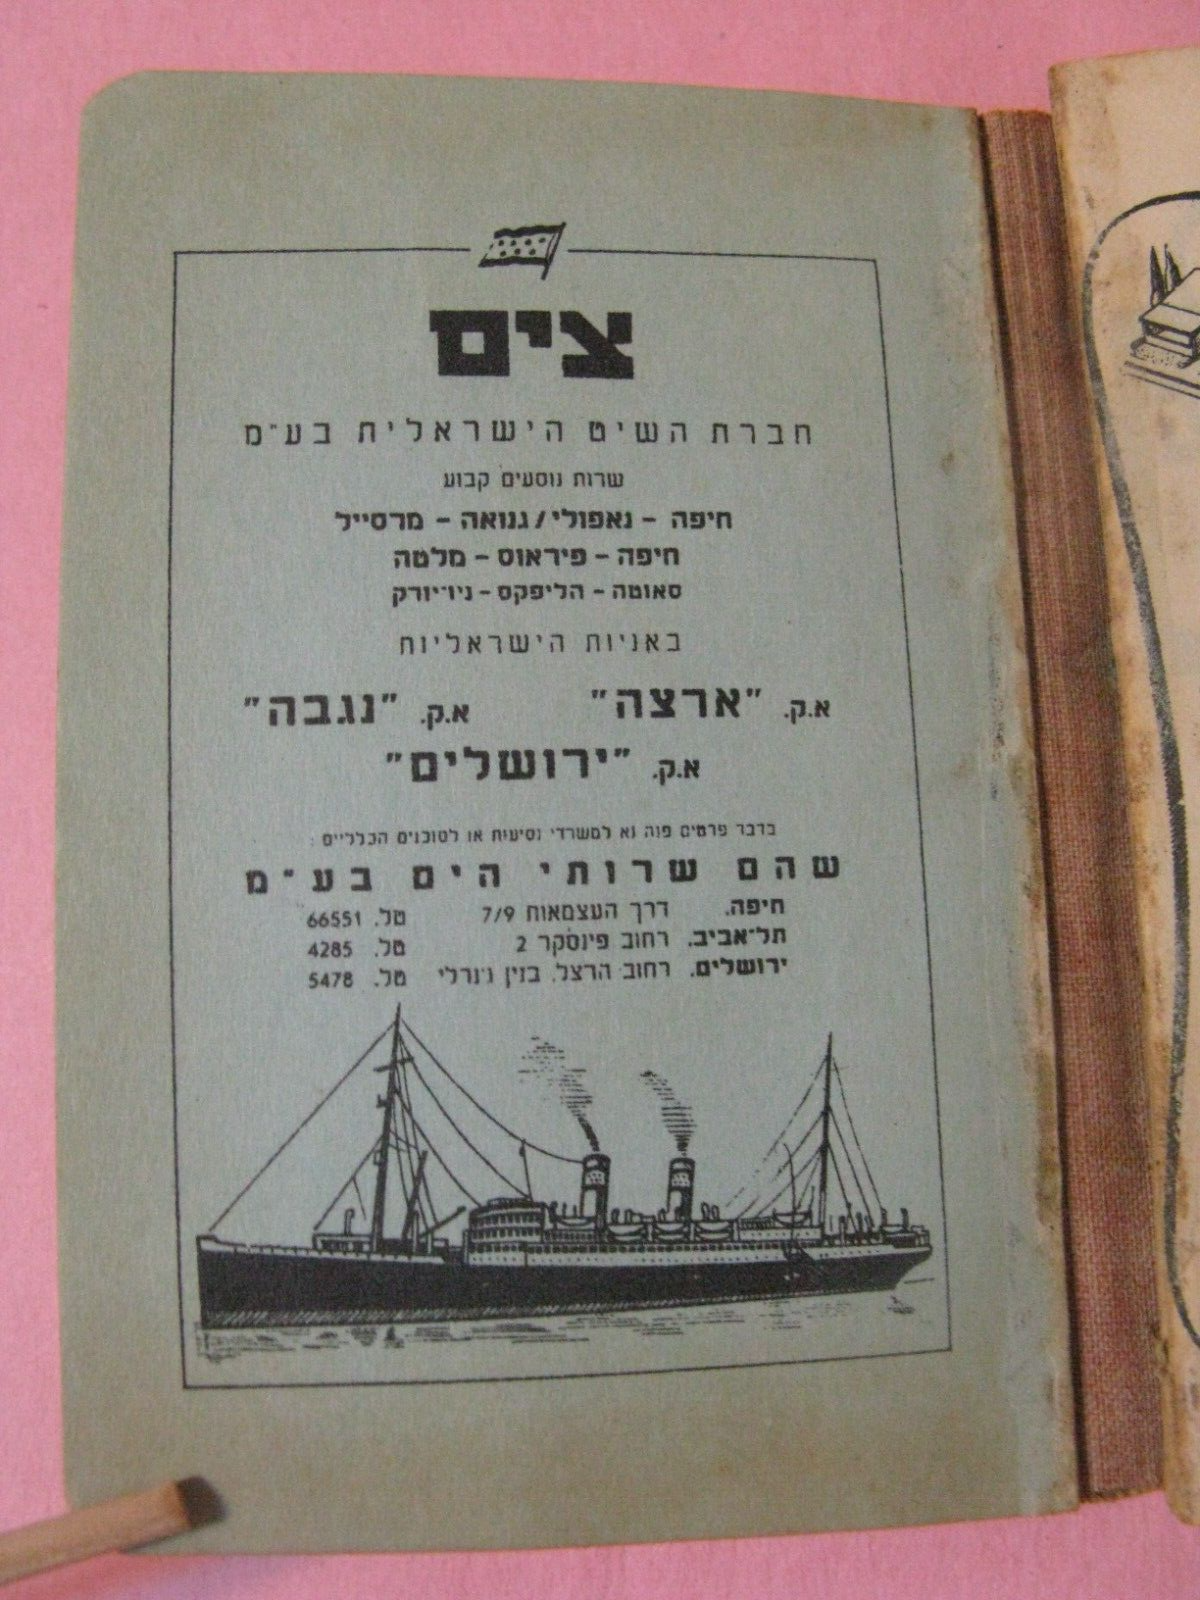 צים
חברת השיט הישראלית בע"מ
שרות נוסעים קבוע
חיפה - נאפולי/גנואה - מרסייל
חיפה - פיראוס - מלטה
סאוטה - הליפקס - ניו־יורק
באניות הישראליות
א.ק. "ארצה" א.ק. "נגבה"
א.ק. "ירושלים"
בדבר פרטים פנה נא למשרדי נסיעות או לסוכנים הכלליים:
שהם שרותי הים בע"מ
חיפה. דרך העצמאות 7/9 טל. 66551
תל־אביב. רחוב פינסקר 2 טל. 4285
ירושלים. רחוב הרצל. בנין ג'נרלי טל. 5478